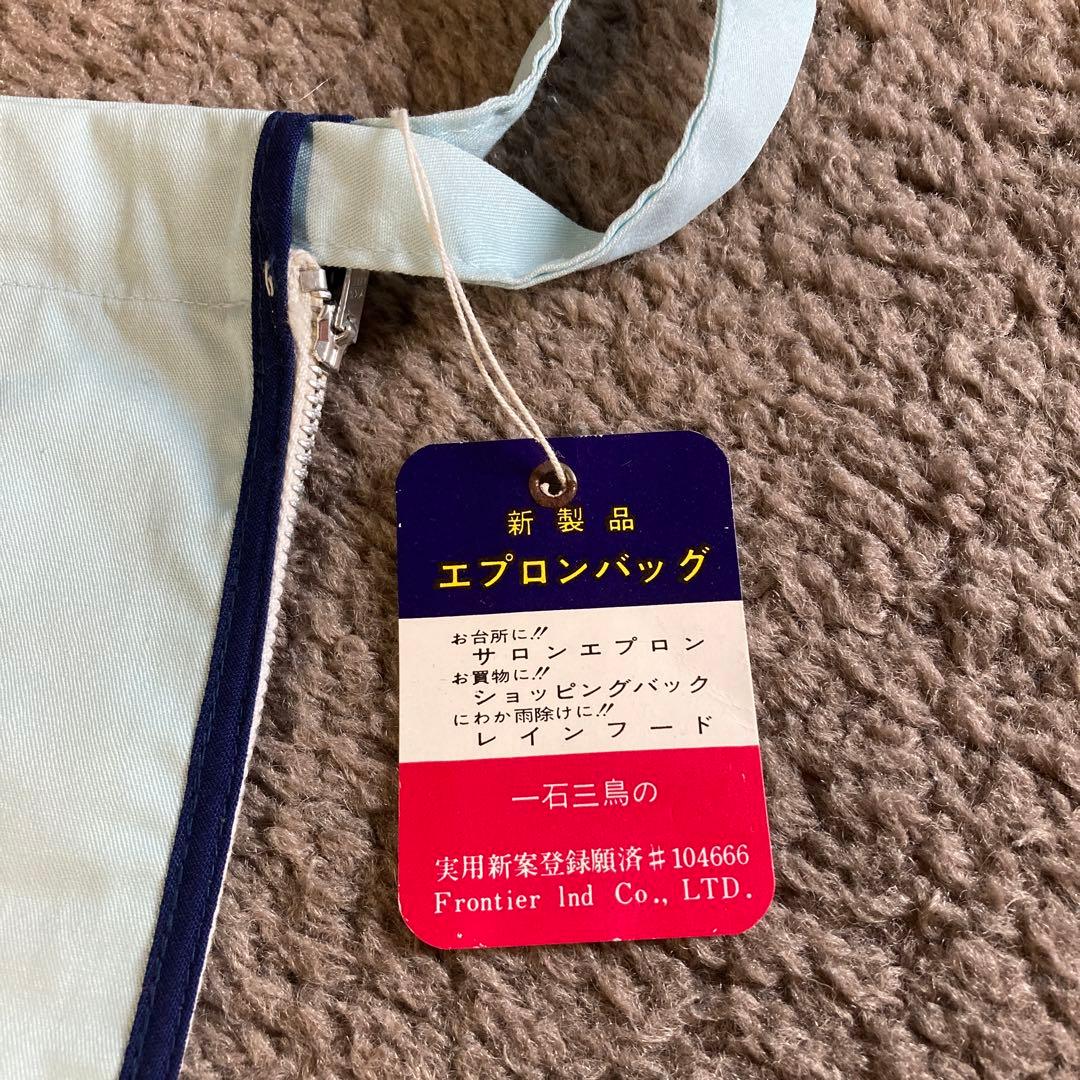 新製品
エプロンバッグ
お台所に!!
サロンエプロン
お買物に!!
ショッピングバック
にわか雨除けに!!
レインフード
一石三鳥の
実用新案登録願済#104666
Frontier lnd Co., LTD.